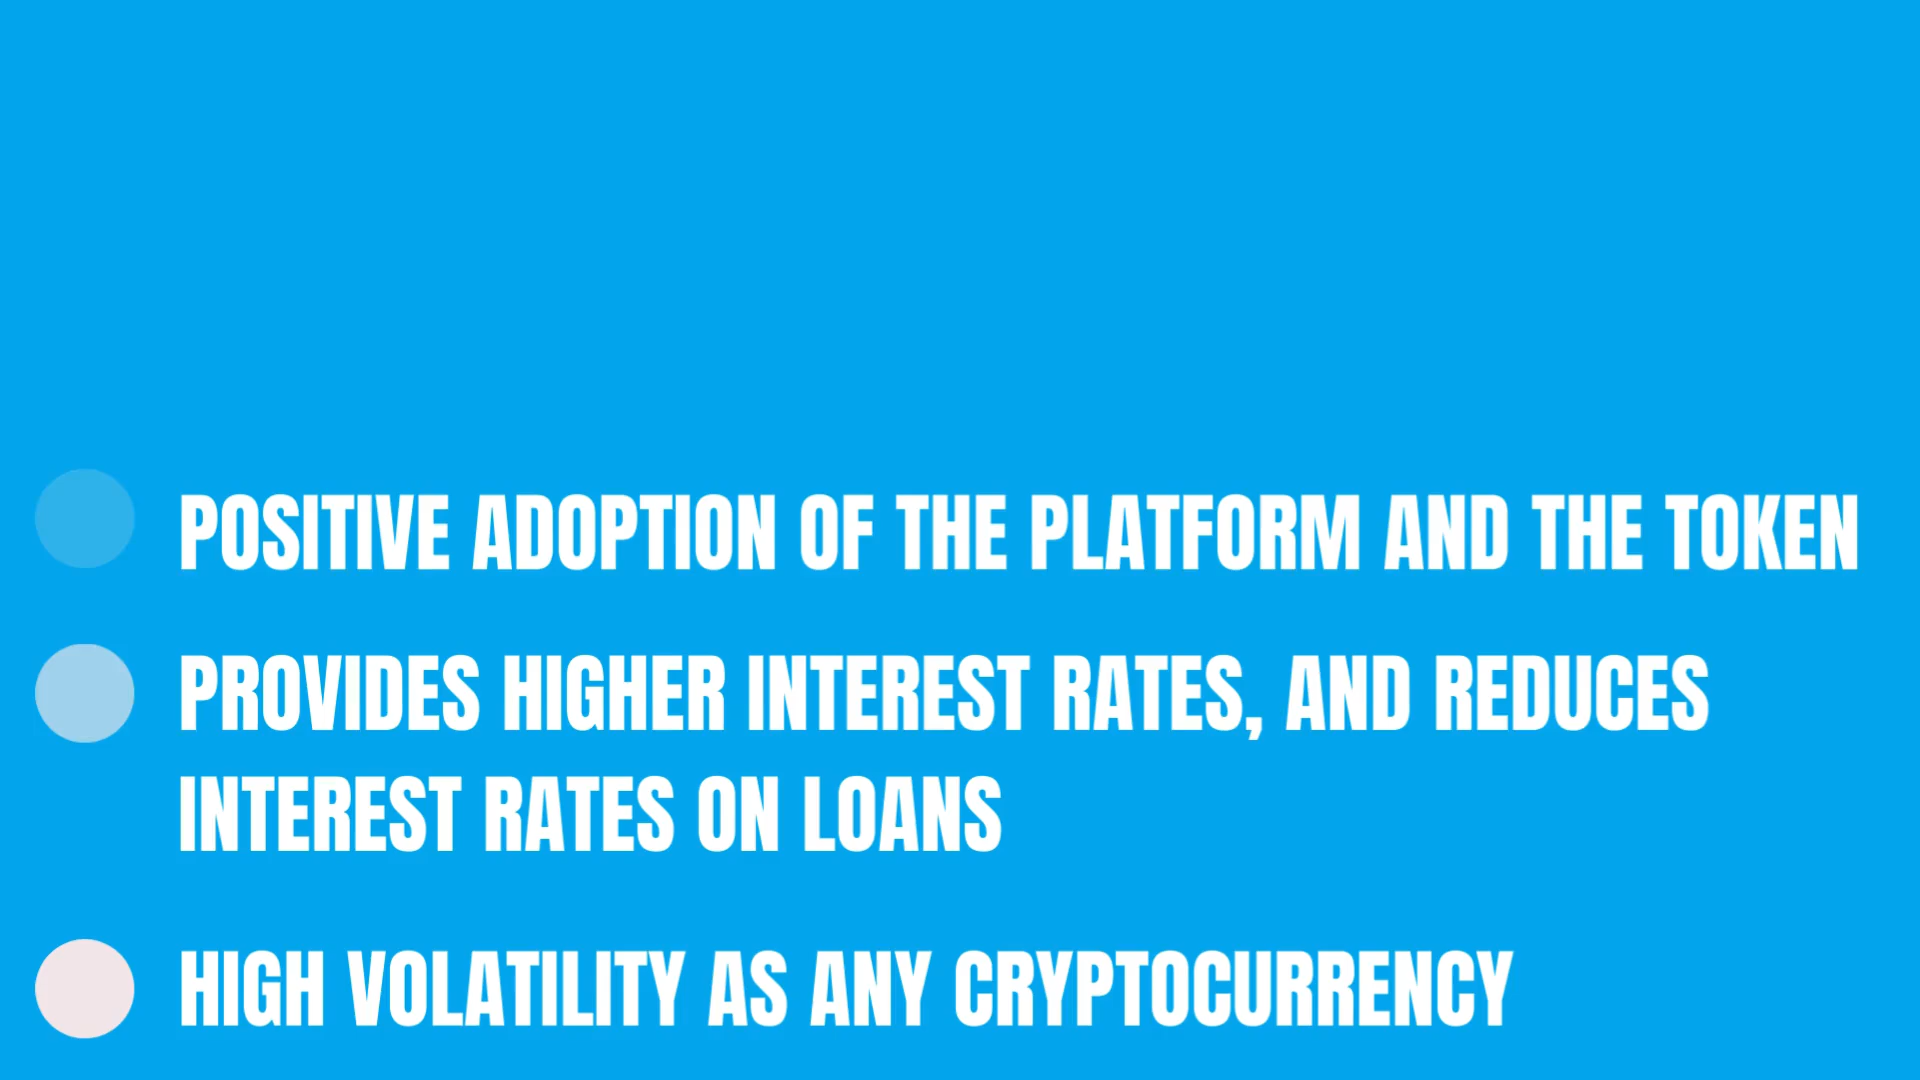 POSITIVE ADOPTION OF THE PLATFORM AND THE TOKEN
PROVIDES HIGHER INTEREST RATES, AND REDUCES
INTEREST RATES ON LOANS
HIGH VOLATILITY AS ANY CRYPTOCURRENCY